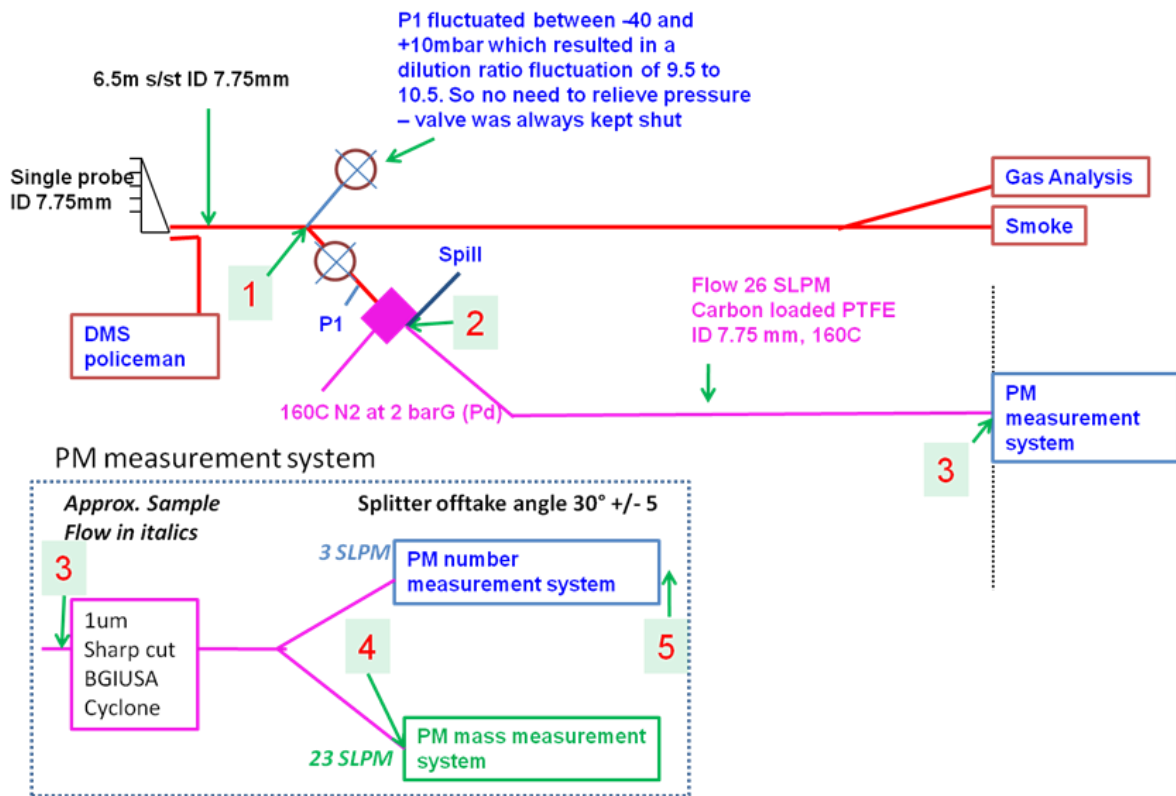 P1 fluctuated between -40 and
+10mbar which resulted in a
dilution ratio fluctuation of 9.5 to
10.5. So no need to relieve pressure
– valve was always kept shut
6.5m s/st ID 7.75mm
Single probe
ID 7.75mm
Gas Analysis
Smoke
Spill
1
P1
2
DMS
policeman
Flow 26 SLPM
Carbon loaded PTFE
ID 7.75 mm, 160C
160C N2 at 2 barG (Pd)
PM
measurement
system
3
PM measurement system
Approx. Sample
Flow in italics
Splitter offtake angle 30° +/- 5
3
3 SLPM
PM number
measurement system
1um
Sharp cut
BGIUSA
Cyclone
4
5
23 SLPM
PM mass measurement
system